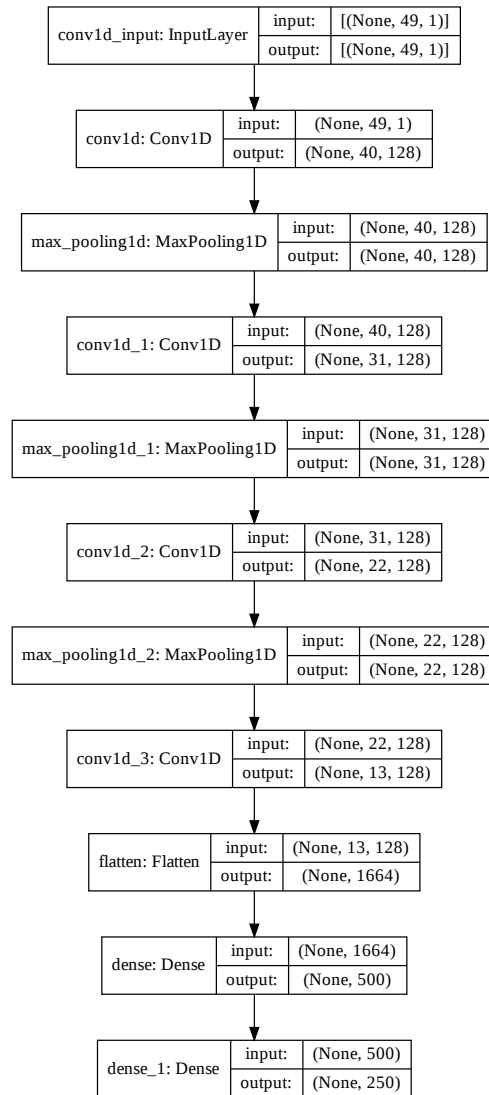 conv1d_input: InputLayer
input: [(None, 49, 1)]
output: [(None, 49, 1)]
conv1d: Conv1D
input: (None, 49, 1)
output: (None, 40, 128)
max_pooling1d: MaxPooling1D
input: (None, 40, 128)
output: (None, 40, 128)
conv1d_1: Conv1D
input: (None, 40, 128)
output: (None, 31, 128)
max_pooling1d_1: MaxPooling1D
input: (None, 31, 128)
output: (None, 31, 128)
conv1d_2: Conv1D
input: (None, 31, 128)
output: (None, 22, 128)
max_pooling1d_2: MaxPooling1D
input: (None, 22, 128)
output: (None, 22, 128)
conv1d_3: Conv1D
input: (None, 22, 128)
output: (None, 13, 128)
flatten: Flatten
input: (None, 13, 128)
output: (None, 1664)
dense: Dense
input: (None, 1664)
output: (None, 500)
dense_1: Dense
input: (None, 500)
output: (None, 250)